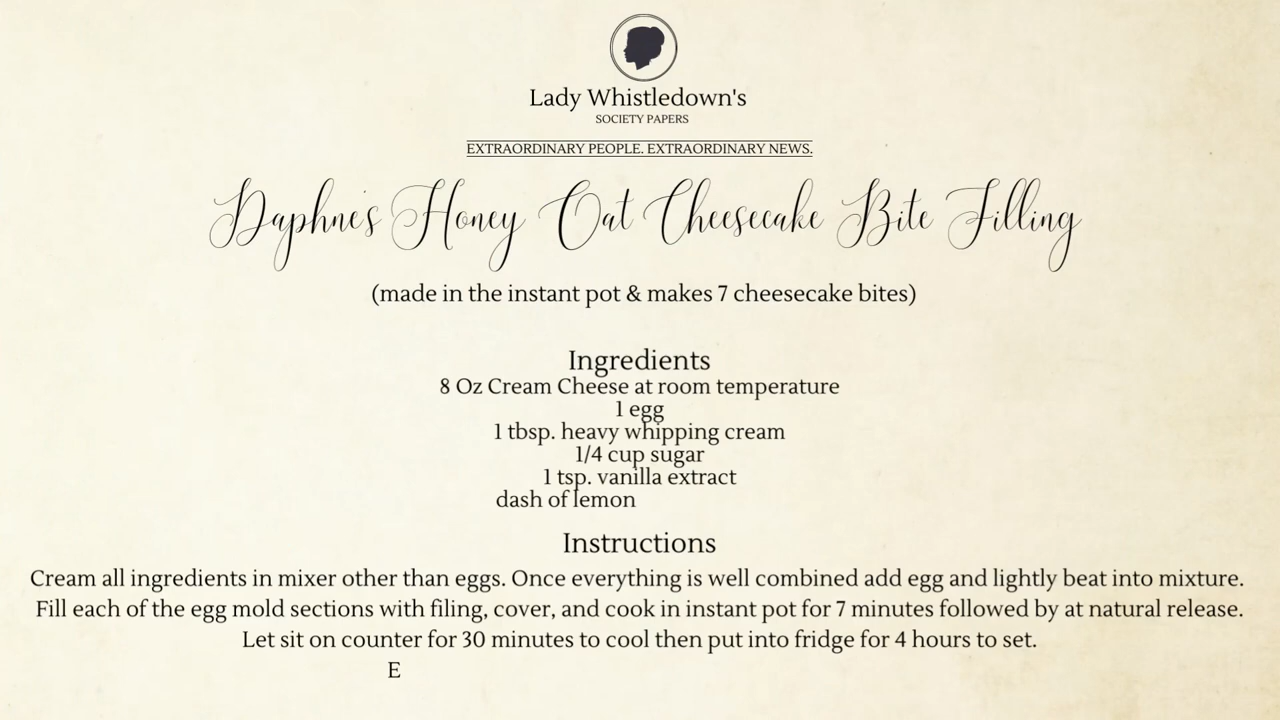 Lady Whistledown's
SOCIETY PAPERS
EXTRAORDINARY PEOPLE. EXTRAORDINARY NEWS.
Daphne's Honey Oat Cheesecake Bite Filling
(made in the instant pot & makes 7 cheesecake bites)
Ingredients
8 Oz Cream Cheese at room temperature
1 egg
1 tbsp. heavy whipping cream
1/4 cup sugar
1 tsp. vanilla extract
dash of lemon
Instructions
Cream all ingredients in mixer other than eggs. Once everything is well combined add egg and lightly beat into mixture.
Fill each of the egg mold sections with filing, cover, and cook in instant pot for 7 minutes followed by at natural release.
Let sit on counter for 30 minutes to cool then put into fridge for 4 hours to set.
E